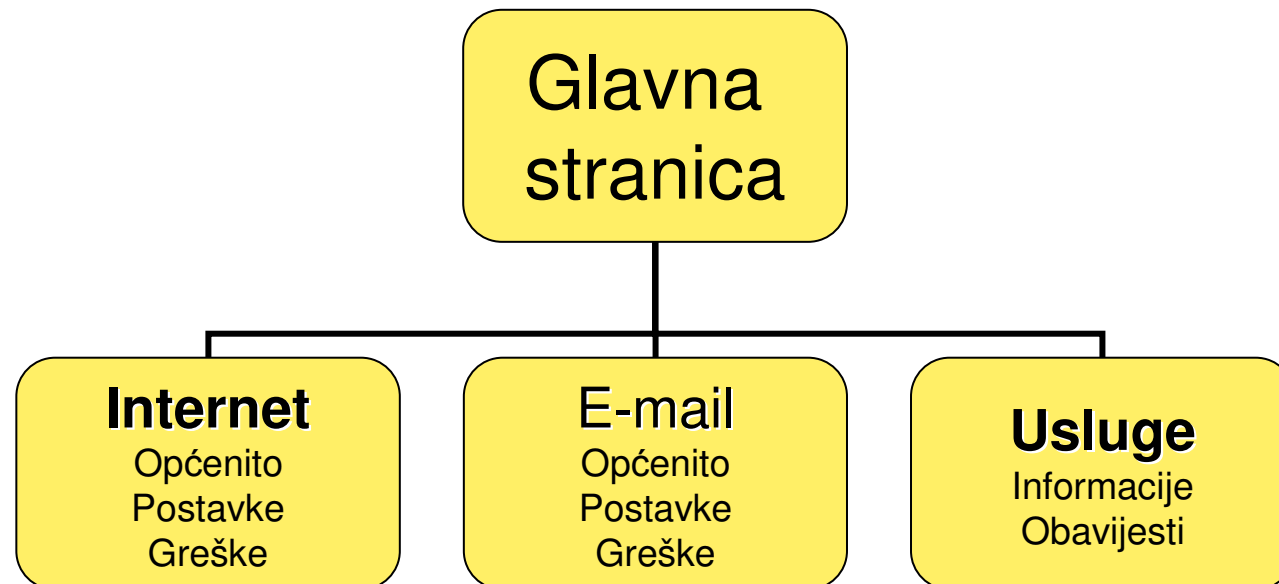 Glavna
stranica
Internet
Općenito
Postavke
Greške
E-mail
Općenito
Postavke
Greške
Usluge
Informacije
Obavijesti